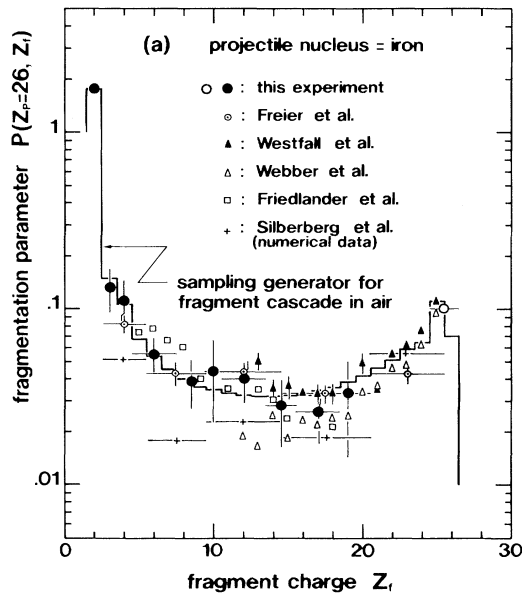 (a) projectile nucleus = iron
○ ● : this experiment
⊙ : Freier et al.
▲ : Westfall et al.
△ : Webber et al.
□ : Friedlander et al.
+ : Silberberg et al.
(numerical data)
sampling generator for
fragment cascade in air
fragmentation parameter P(Zₚ=26, Z_f)
1
.1
.01
0 10 20 30
fragment charge Z_f